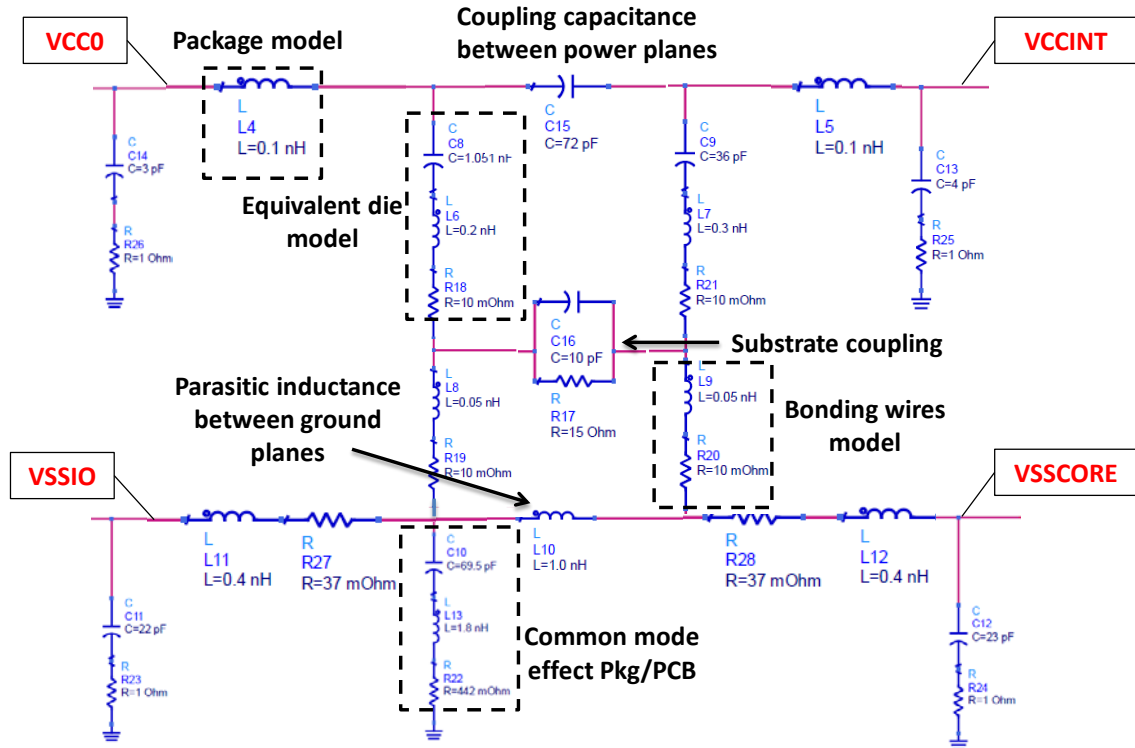 Coupling capacitance
between power planes
VCC0
Package model
VCCINT
L
L4
L=0.1 nH
C
C15
C=72 pF
L
L5
L=0.1 nH
C
C14
C=3 pF
R
R26
R=1 Ohm
Equivalent die
model
C
C8
C=1.051 nF
L
L6
L=0.2 nH
R
R18
R=10 mOhm
C
C9
C=36 pF
L
L7
L=0.3 nH
R
R21
R=10 mOhm
C
C13
C=4 pF
R
R25
R=1 Ohm
C
C16
C=10 pF
R
R17
R=15 Ohm
Substrate coupling
Parasitic inductance
between ground
planes
L
L8
L=0.05 nH
R
R19
R=10 mOhm
L
L9
L=0.05 nH
R
R20
R=10 mOhm
Bonding wires
model
VSSIO
VSSCORE
L
L11
L=0.4 nH
R
R27
R=37 mOhm
L
L10
L=1.0 nH
R
R28
R=37 mOhm
L
L12
L=0.4 nH
C
C11
C=22 pF
R
R23
R=1 Ohm
C
C10
C=69.5 pF
L
L13
L=1.8 nH
R
R22
R=442 mOhm
Common mode
effect Pkg/PCB
C
C12
C=23 pF
R
R24
R=1 Ohm